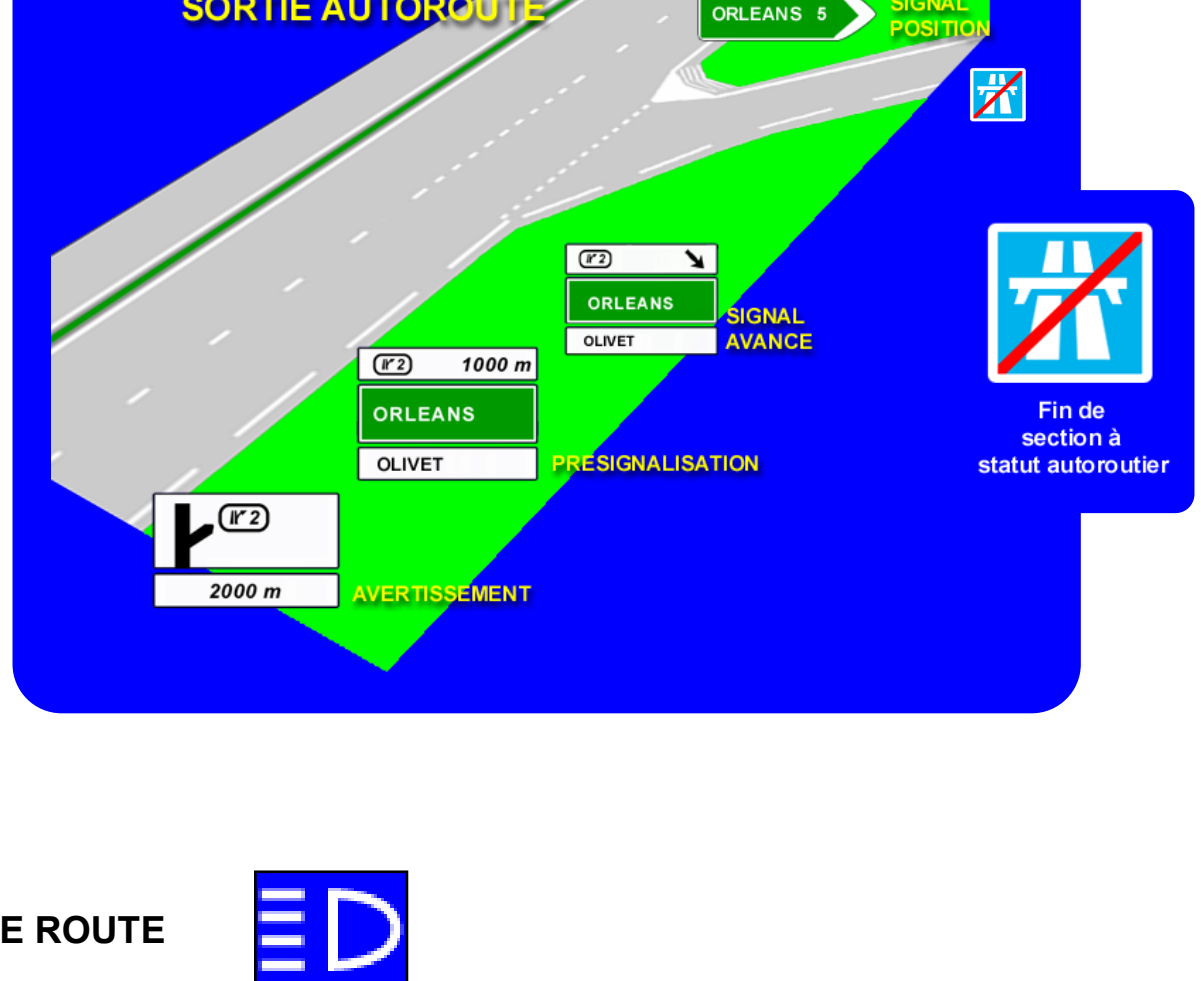 SORTIE AUTOROUTE
ORLEANS 5
SIGNAL
POSITION
2
ORLEANS
OLIVET
SIGNAL
AVANCE
2 1000 m
ORLEANS
OLIVET
PRESIGNALISATION
2
2000 m
AVERTISSEMENT
Fin de
section à
statut autoroutier
E ROUTE